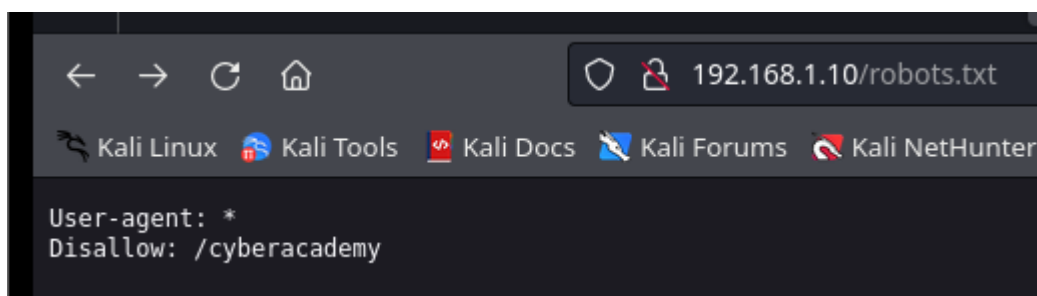 192.168.1.10/robots.txt
Kali Linux Kali Tools Kali Docs Kali Forums Kali NetHunter
User-agent: *
Disallow: /cyberacademy